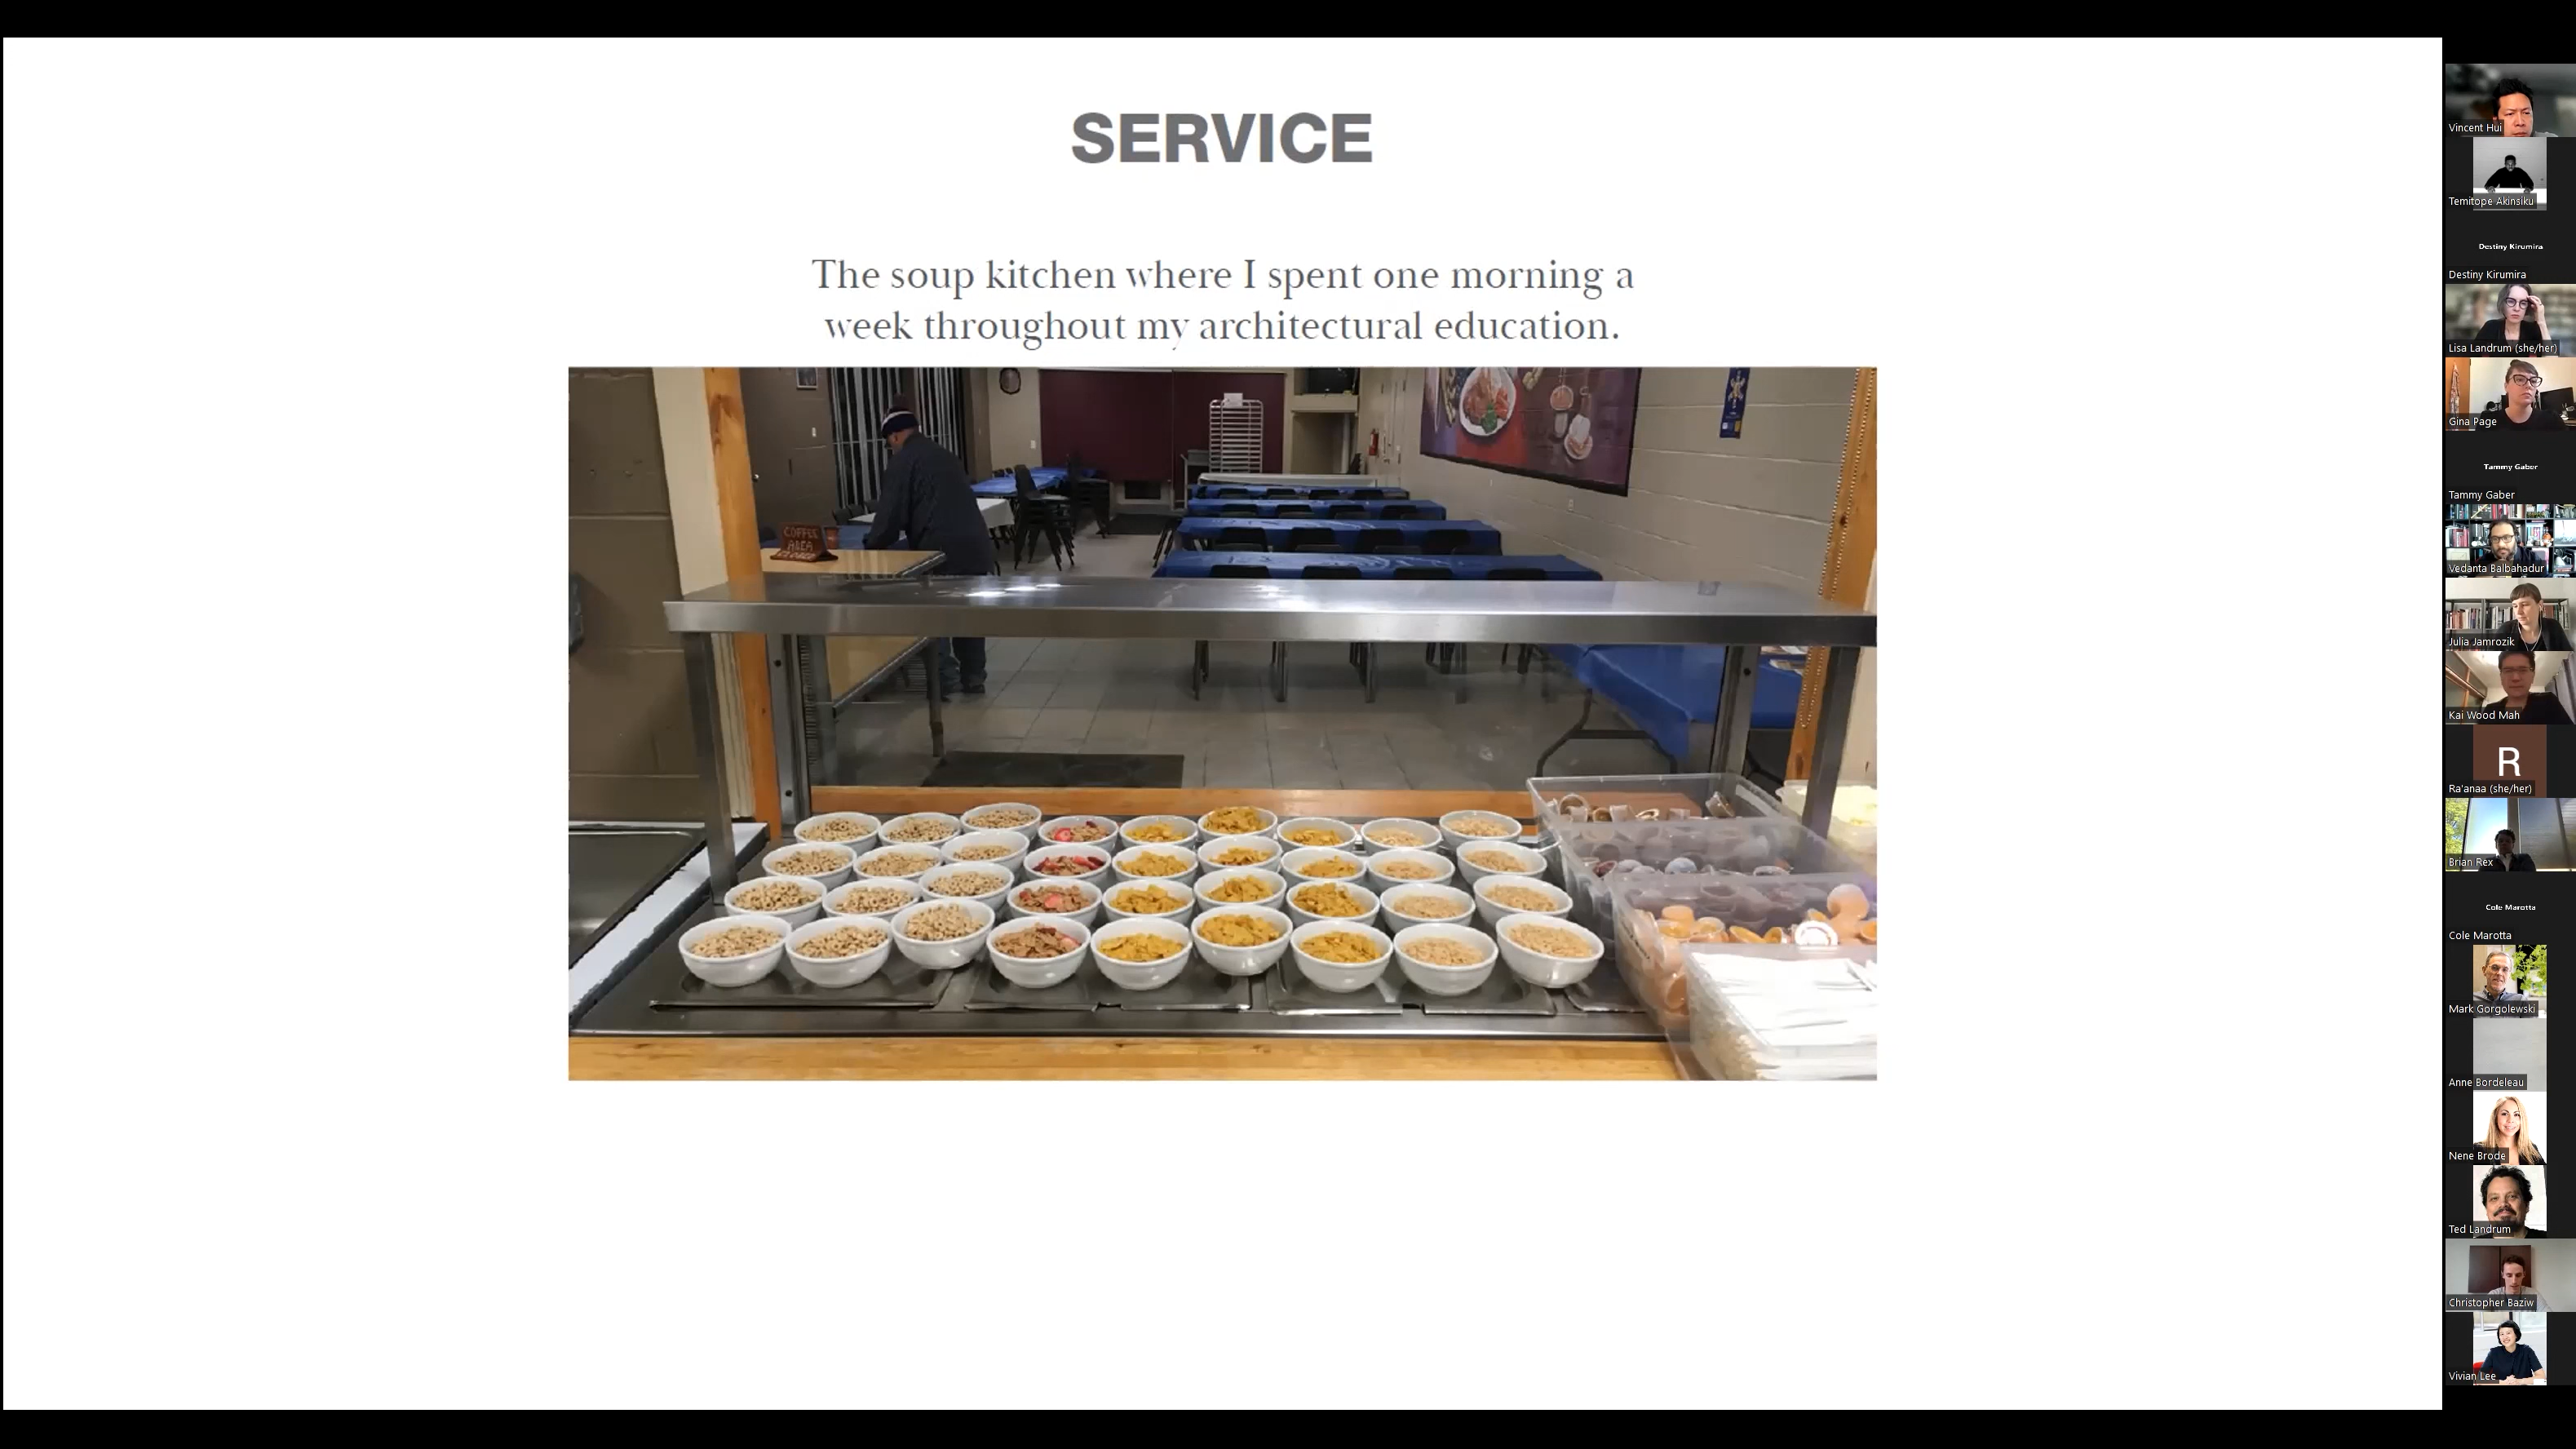 SERVICE
The soup kitchen where I spent one morning a
week throughout my architectural education.
COFFEE
AREA
Vincent Hui
Temitope Akinsiku
Destiny Kirumira
Destiny Kirumira
Lisa Landrum (she/her)
Gina Page
Tammy Gaber
Tammy Gaber
Vedanta Balbahadur
Julia Jamrozik
Kai Wood Mah
R
Ra'anaa (she/her)
Brian Rex
Cole Marotta
Cole Marotta
Mark Gorgolewski
Anne Bordeleau
Nene Brode
Ted Landrum
Christopher Baziw
Vivian Lee